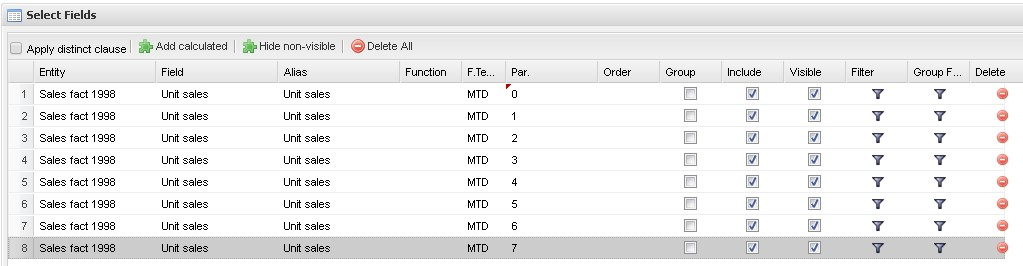 Select Fields
Apply distinct clause Add calculated Hide non-visible Delete All
Entity Field Alias Function F.Te... Par. Order Group Include Visible Filter Group F... Delete
1 Sales fact 1998 Unit sales Unit sales MTD 0
2 Sales fact 1998 Unit sales Unit sales MTD 1
3 Sales fact 1998 Unit sales Unit sales MTD 2
4 Sales fact 1998 Unit sales Unit sales MTD 3
5 Sales fact 1998 Unit sales Unit sales MTD 4
6 Sales fact 1998 Unit sales Unit sales MTD 5
7 Sales fact 1998 Unit sales Unit sales MTD 6
8 Sales fact 1998 Unit sales Unit sales MTD 7